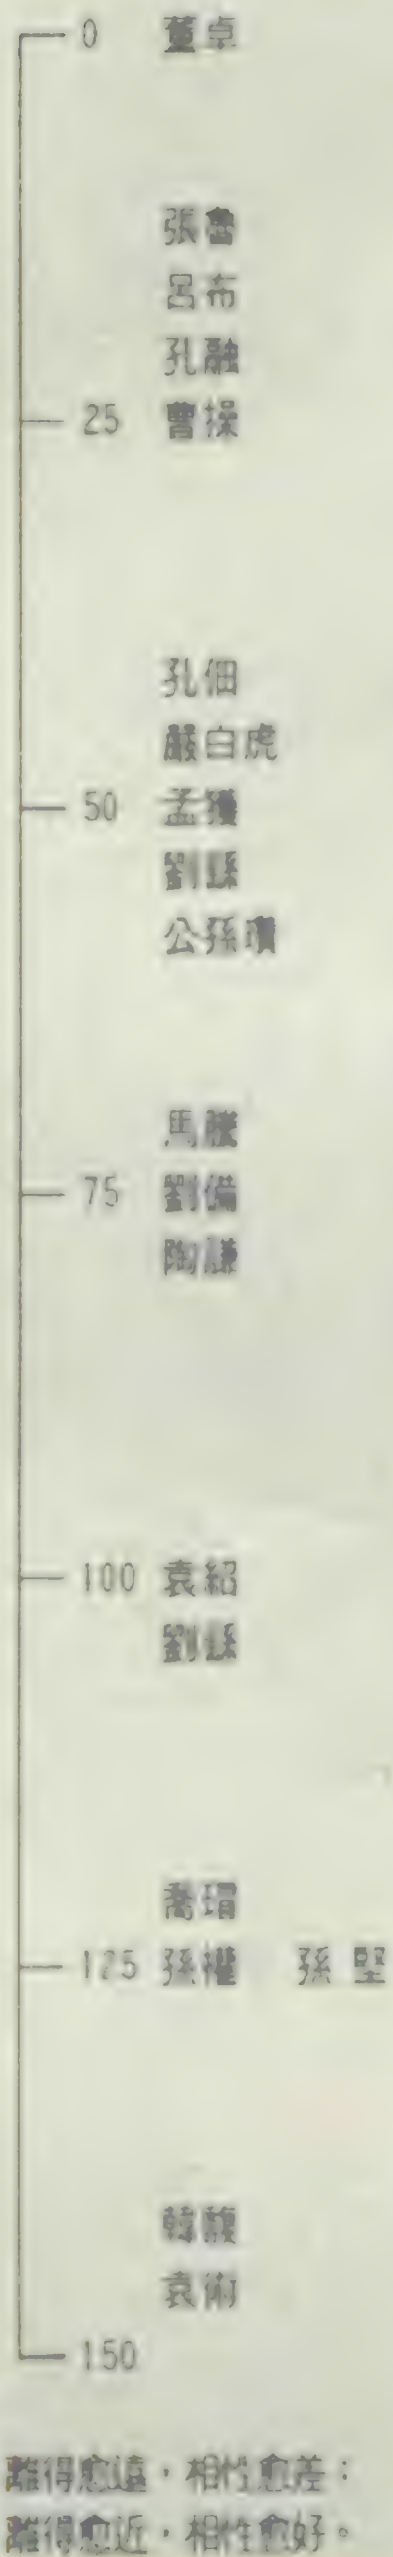 0 董卓
張魯
呂布
孔融
25 曹操
孔伷
嚴白虎
50 孟獲
劉繇
公孫瓚
馬騰
75 劉備
陶謙
100 袁紹
劉繇
喬瑁
125 孫權 孫堅
韓馥
袁術
150
離得愈遠,相性愈差;
離得愈近,相性愈好。